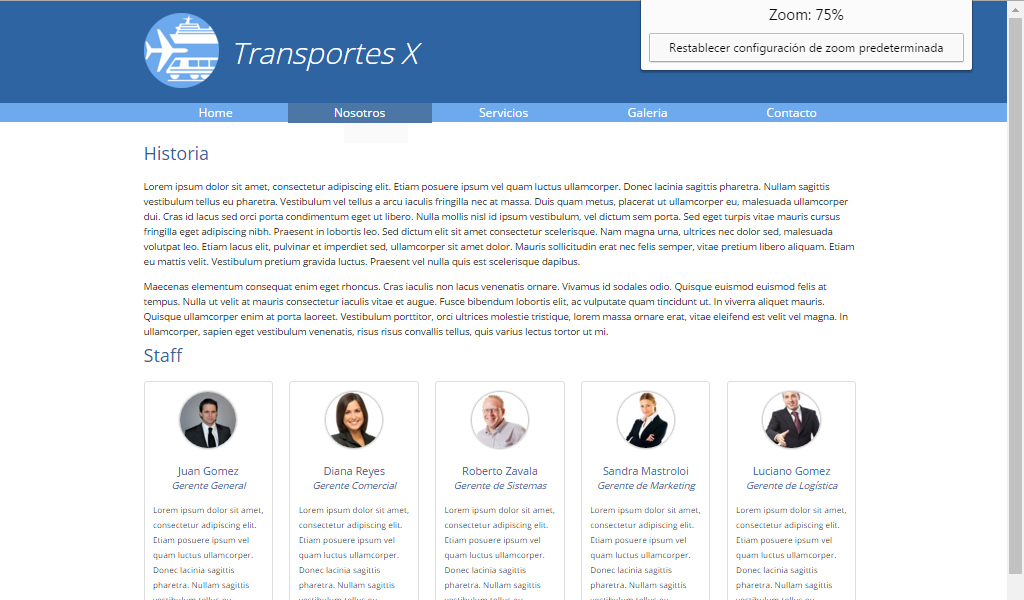 Zoom: 75%
Restablecer configuración de zoom predeterminada
Transportes X
Home Nosotros Servicios Galeria Contacto
Historia
Lorem ipsum dolor sit amet, consectetur adipiscing elit. Etiam posuere ipsum vel quam luctus ullamcorper. Donec lacinia sagittis pharetra. Nullam sagittis
vestibulum tellus eu pharetra. Vestibulum vel tellus a arcu iaculis fringilla nec at massa. Duis quam metus, placerat ut ullamcorper eu, malesuada ullamcorper
dui. Cras id lacus sed orci porta condimentum eget ut libero. Nulla mollis nisl id ipsum vestibulum, vel dictum sem porta. Sed eget turpis vitae mauris cursus
fringilla eget adipiscing nibh. Praesent in lobortis leo. Sed dictum elit sit amet consectetur scelerisque. Nam magna urna, ultrices nec dolor sed, malesuada
volutpat leo. Etiam lacus elit, pulvinar et imperdiet sed, ullamcorper sit amet dolor. Mauris sollicitudin erat nec felis semper, vitae pretium libero aliquam. Etiam
eu mattis velit. Vestibulum pretium gravida luctus. Praesent vel nulla quis est scelerisque dapibus.
Maecenas elementum consequat enim eget rhoncus. Cras iaculis non lacus venenatis ornare. Vivamus id sodales odio. Quisque euismod euismod felis at
tempus. Nulla ut velit at mauris consectetur iaculis vitae et augue. Fusce bibendum lobortis elit, ac vulputate quam tincidunt ut. In viverra aliquet mauris.
Quisque ullamcorper enim at porta laoreet. Vestibulum porttitor, orci ultrices molestie tristique, lorem massa ornare erat, vitae eleifend est velit vel magna. In
ullamcorper, sapien eget vestibulum venenatis, risus risus convallis tellus, quis varius lectus tortor ut mi.
Staff
Juan Gomez
Gerente General
Lorem ipsum dolor sit amet,
consectetur adipiscing elit.
Etiam posuere ipsum vel
quam luctus ullamcorper.
Donec lacinia sagittis
pharetra. Nullam sagittis
vestibulum tellus eu
Diana Reyes
Gerente Comercial
Lorem ipsum dolor sit amet,
consectetur adipiscing elit.
Etiam posuere ipsum vel
quam luctus ullamcorper.
Donec lacinia sagittis
pharetra. Nullam sagittis
vestibulum tellus eu
Roberto Zavala
Gerente de Sistemas
Lorem ipsum dolor sit amet,
consectetur adipiscing elit.
Etiam posuere ipsum vel
quam luctus ullamcorper.
Donec lacinia sagittis
pharetra. Nullam sagittis
vestibulum tellus eu
Sandra Mastroloi
Gerente de Marketing
Lorem ipsum dolor sit amet,
consectetur adipiscing elit.
Etiam posuere ipsum vel
quam luctus ullamcorper.
Donec lacinia sagittis
pharetra. Nullam sagittis
vestibulum tellus eu
Luciano Gomez
Gerente de Logística
Lorem ipsum dolor sit amet,
consectetur adipiscing elit.
Etiam posuere ipsum vel
quam luctus ullamcorper.
Donec lacinia sagittis
pharetra. Nullam sagittis
vestibulum tellus eu